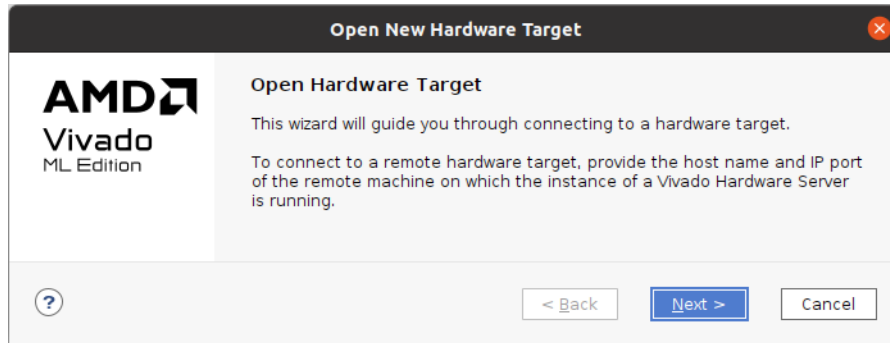 Open New Hardware Target
AMD
Vivado
ML Edition
Open Hardware Target
This wizard will guide you through connecting to a hardware target.
To connect to a remote hardware target, provide the host name and IP port
of the remote machine on which the instance of a Vivado Hardware Server
is running.
?
< Back
Next >
Cancel